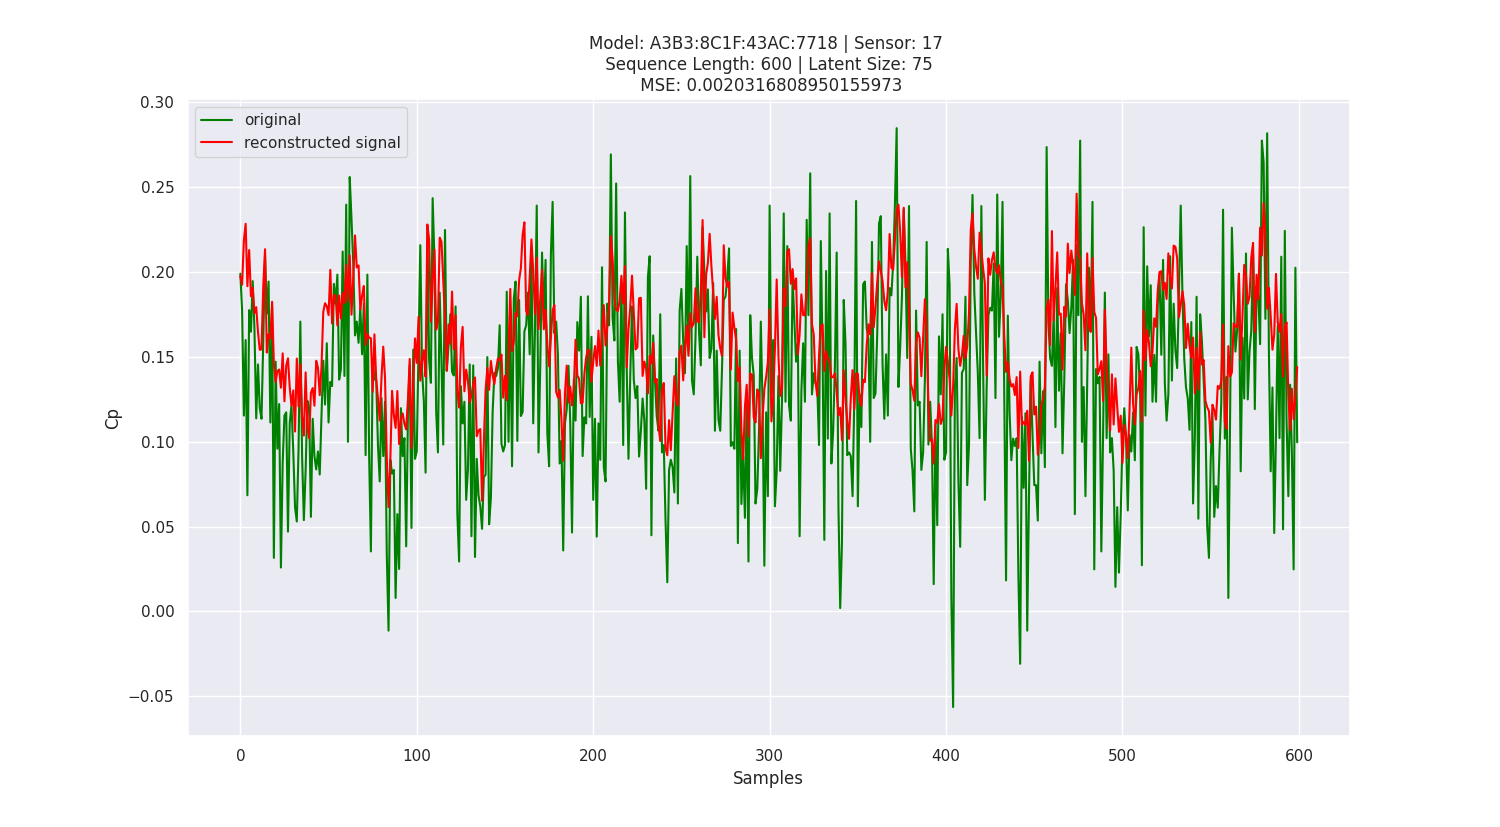 Model: A3B3:8C1F:43AC:7718 | Sensor: 17
Sequence Length: 600 | Latent Size: 75
MSE: 0.0020316808950155973
original
reconstructed signal
0.30
0.25
0.20
0.15
0.10
0.05
0.00
−0.05
Cp
0 100 200 300 400 500 600
Samples